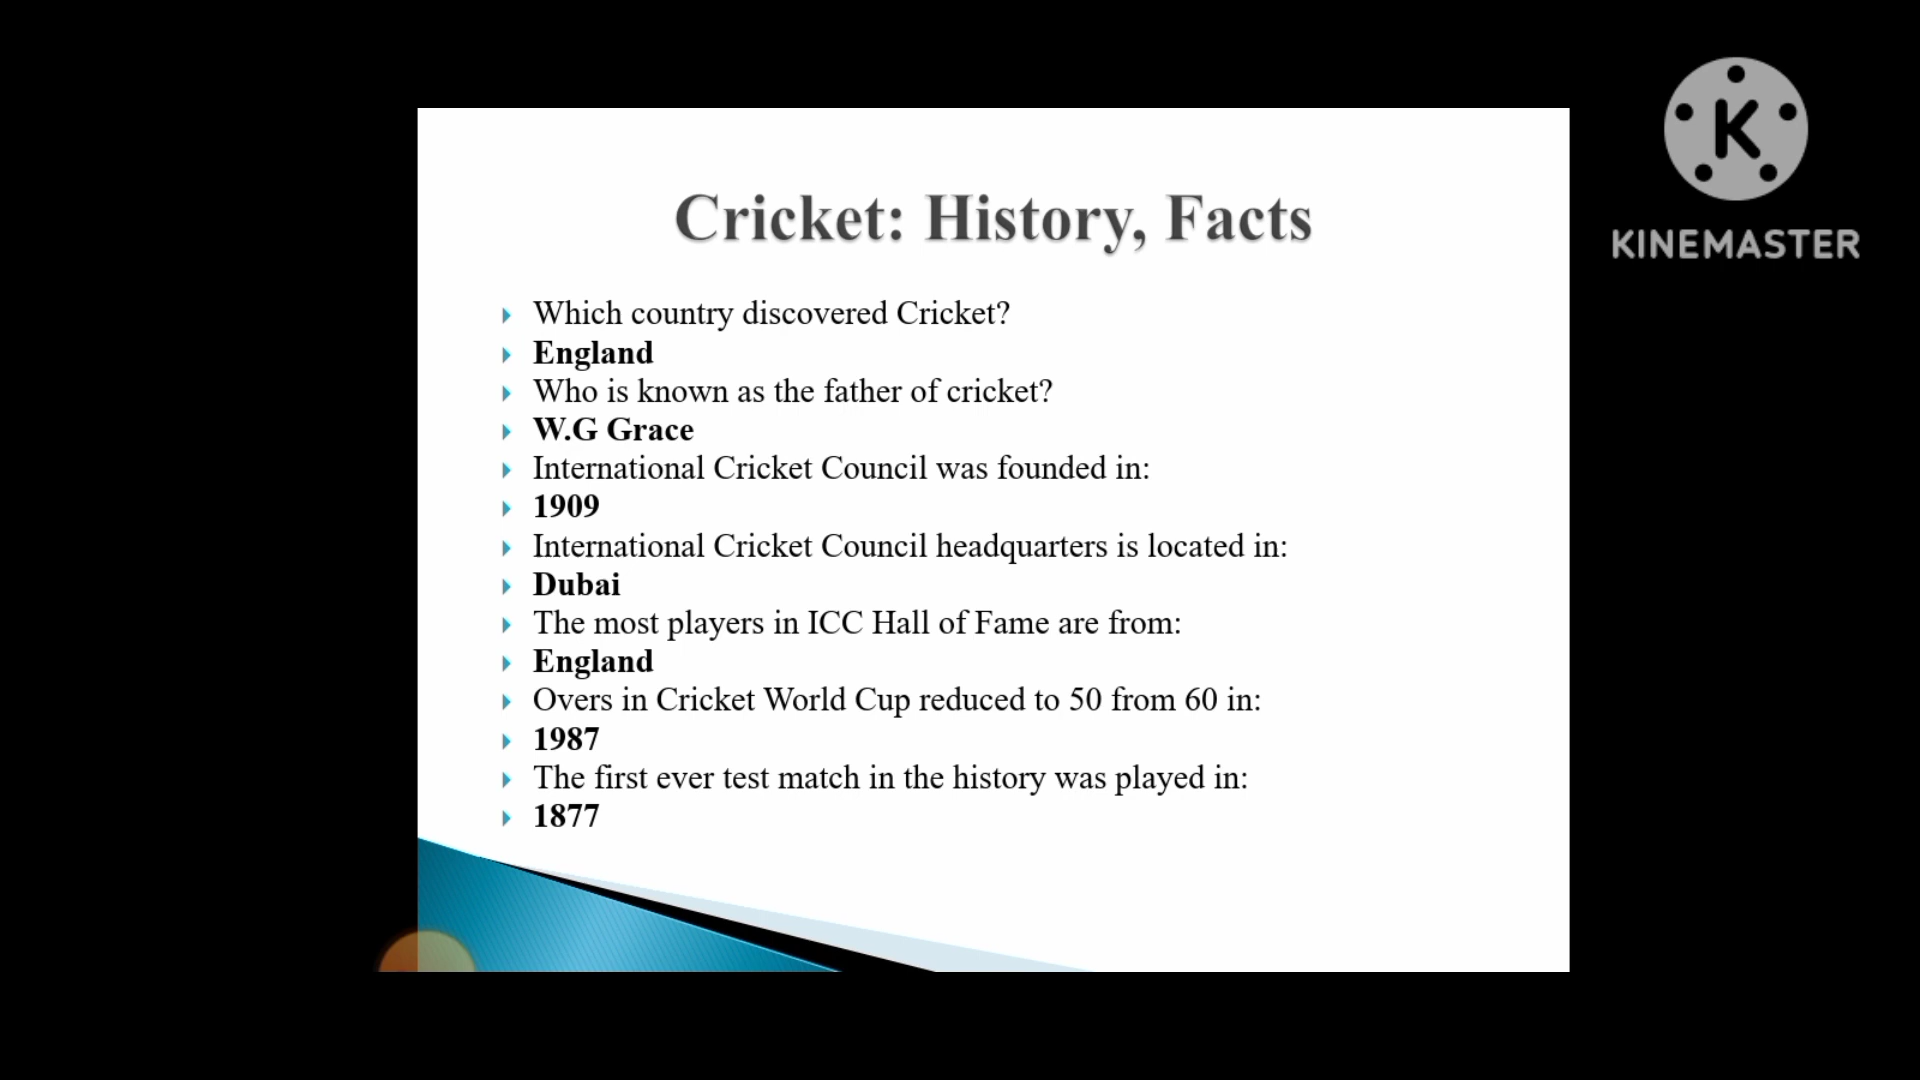 K
KINEMASTER
Cricket: History, Facts
Which country discovered Cricket?
England
Who is known as the father of cricket?
W.G Grace
International Cricket Council was founded in:
1909
International Cricket Council headquarters is located in:
Dubai
The most players in ICC Hall of Fame are from:
England
Overs in Cricket World Cup reduced to 50 from 60 in:
1987
The first ever test match in the history was played in:
1877